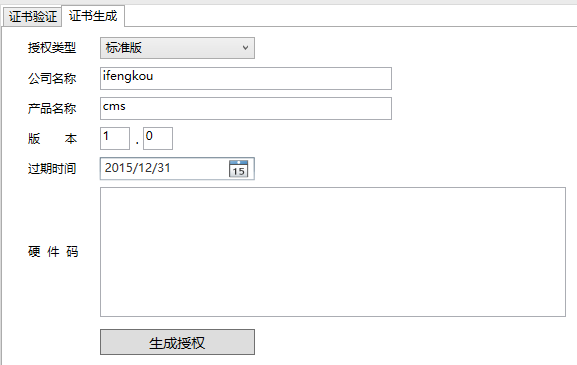 证书验证 证书生成
授权类型 标准版
公司名称 ifengkou
产品名称 cms
版 本 1 . 0
过期时间 2015/12/31 15
硬 件 码
生成授权